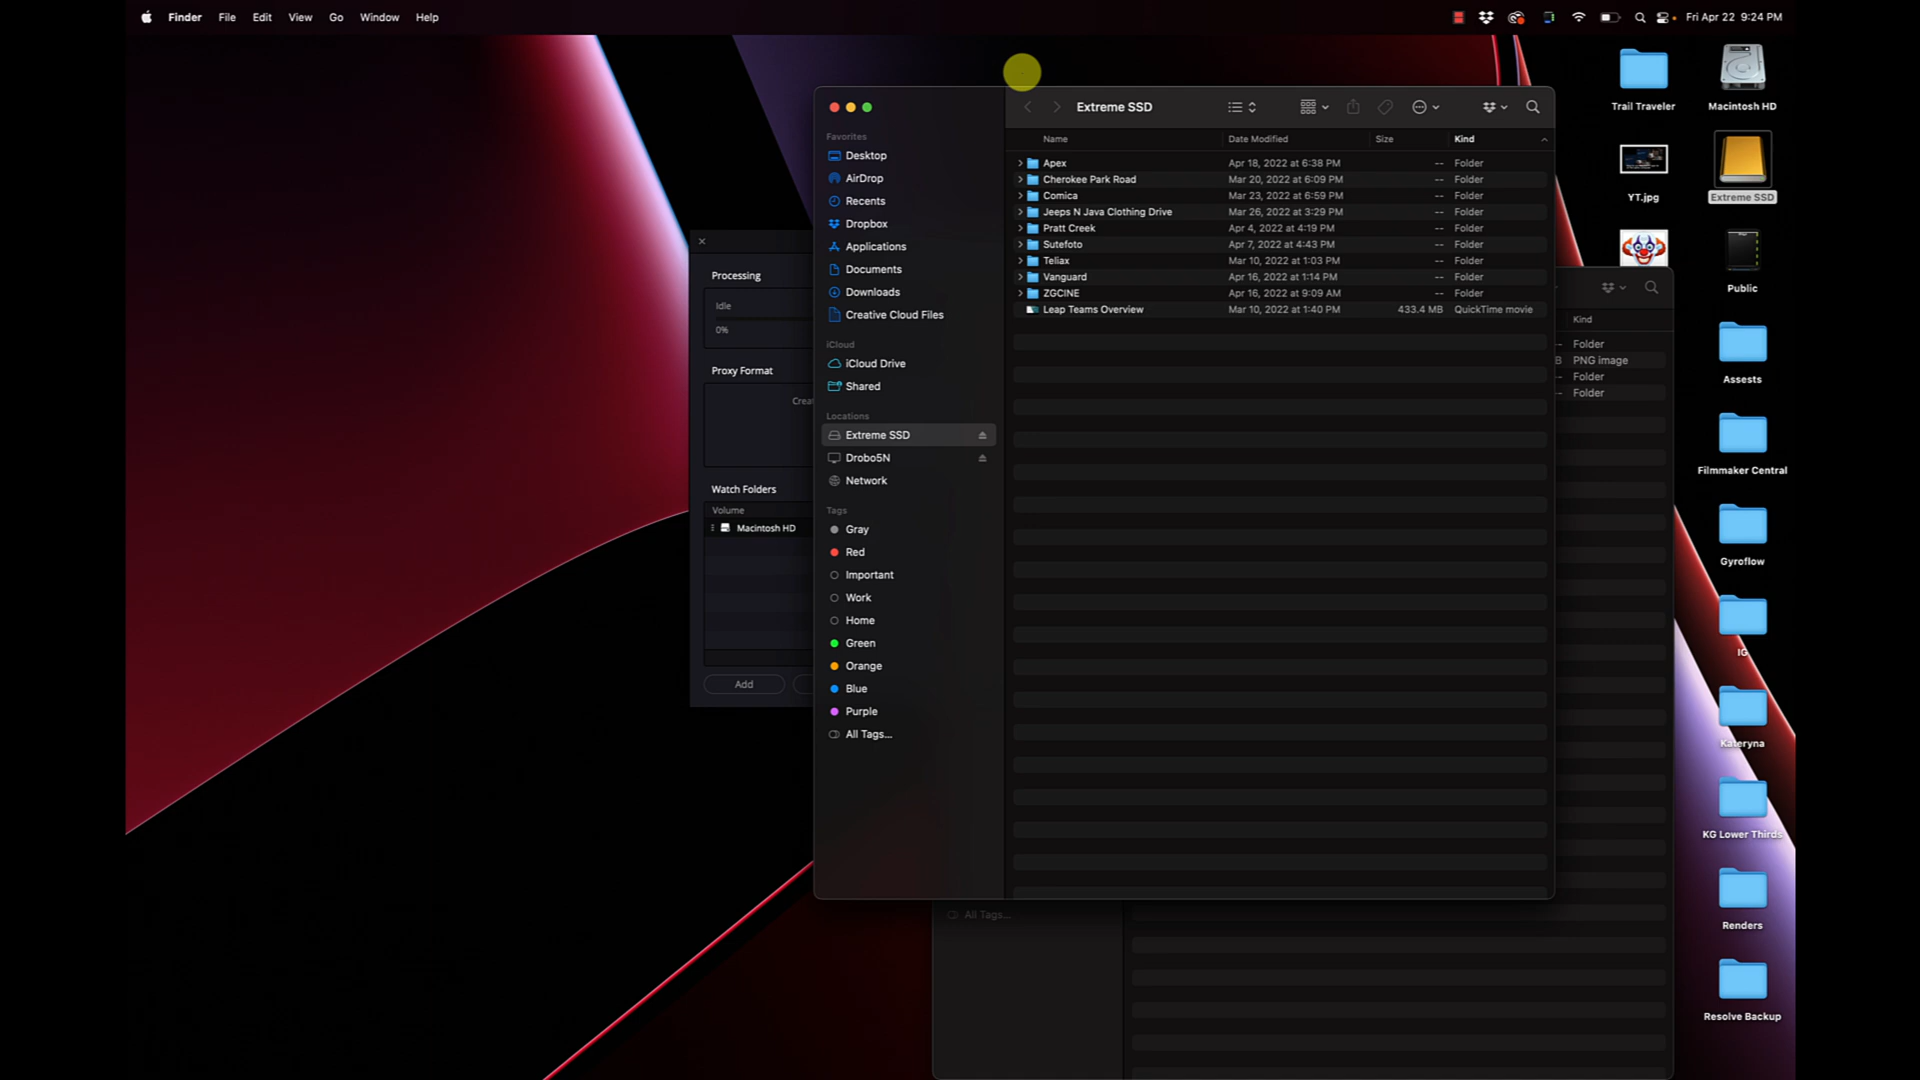 Finder File Edit View Go Window Help
Fri Apr 22 9:24 PM
Extreme SSD
Favorites
Desktop
AirDrop
Recents
Dropbox
Applications
Documents
Downloads
Creative Cloud Files
iCloud
iCloud Drive
Shared
Locations
Extreme SSD
Drobo5N
Network
Tags
Gray
Red
Important
Work
Home
Green
Orange
Blue
Purple
All Tags...
Name Date Modified Size Kind
Apex Apr 18, 2022 at 6:38 PM -- Folder
Cherokee Park Road Mar 20, 2022 at 6:09 PM -- Folder
Comica Mar 23, 2022 at 6:59 PM -- Folder
Jeeps N Java Clothing Drive Mar 26, 2022 at 3:29 PM -- Folder
Pratt Creek Apr 4, 2022 at 4:19 PM -- Folder
Sutefoto Apr 7, 2022 at 4:43 PM -- Folder
Teliax Mar 10, 2022 at 1:03 PM -- Folder
Vanguard Apr 16, 2022 at 1:14 PM -- Folder
ZGCINE Apr 16, 2022 at 9:09 AM -- Folder
Leap Teams Overview Mar 10, 2022 at 1:40 PM 433.4 MB QuickTime movie
Processing
Idle
0%
Proxy Format
Crea
Watch Folders
Volume
Macintosh HD
Add
Kind
-- Folder
B PNG image
-- Folder
-- Folder
All Tags...
Trail Traveler
Macintosh HD
YT.jpg
Extreme SSD
Public
Assests
Filmmaker Central
Gyroflow
IG
Kateryna
KG Lower Thirds
Renders
Resolve Backup